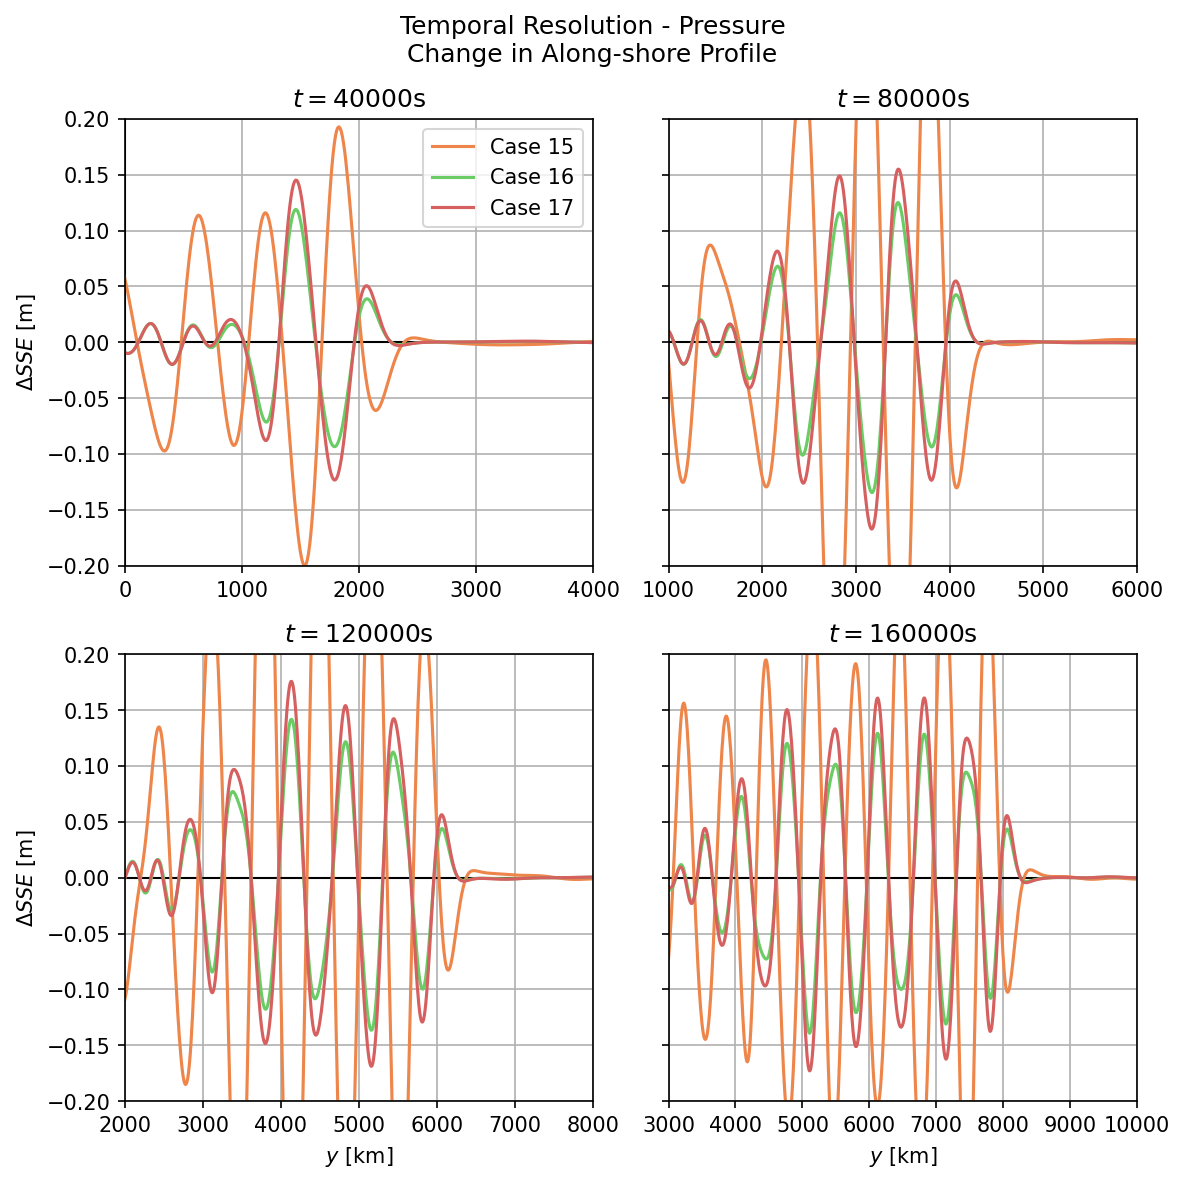 Temporal Resolution - Pressure
Change in Along-shore Profile
t = 40000s
t = 80000s
0.20
0.15
0.10
0.05
0.00
−0.05
−0.10
−0.15
−0.20
ΔSSE [m]
Case 15
Case 16
Case 17
0 1000 2000 3000 4000
1000 2000 3000 4000 5000 6000
t = 120000s
t = 160000s
0.20
0.15
0.10
0.05
0.00
−0.05
−0.10
−0.15
−0.20
ΔSSE [m]
2000 3000 4000 5000 6000 7000 8000
3000 4000 5000 6000 7000 8000 9000 10000
y [km]
y [km]